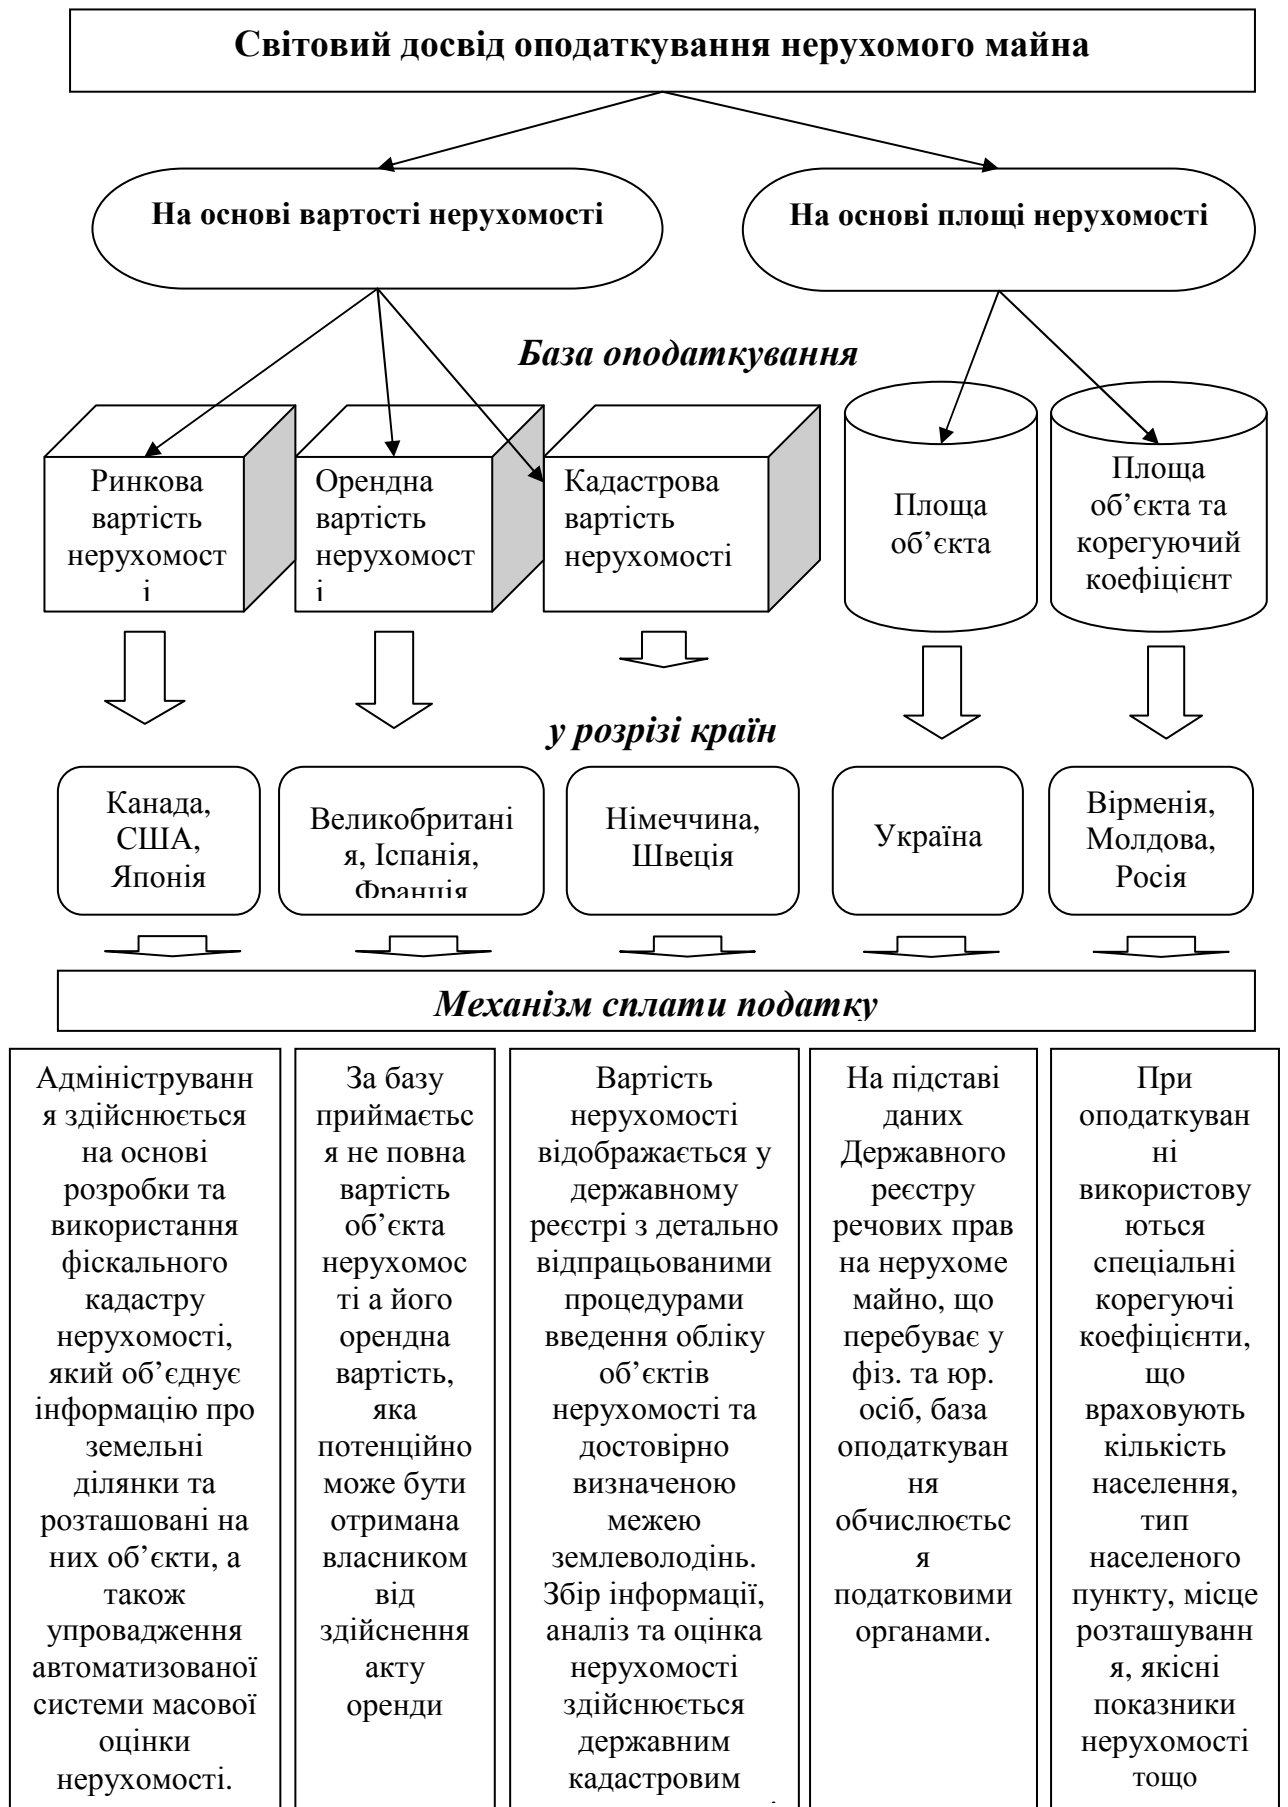 Світовий досвід оподаткування нерухомого майна
На основі вартості нерухомості
На основі площі нерухомості
База оподаткування
Ринкова
вартість
нерухомост
і
Орендна
вартість
нерухомост
і
Кадастрова
вартість
нерухомості
Площа
об’єкта
Площа
об’єкта та
корегуючий
коефіцієнт
у розрізі країн
Канада,
США,
Японія
Великобритані
я, Іспанія,
Франція
Німеччина,
Швеція
Україна
Вірменія,
Молдова,
Росія
Механізм сплати податку
Адмініструванн
я здійснюється
на основі
розробки та
використання
фіскального
кадастру
нерухомості,
який об’єднує
інформацію про
земельні
ділянки та
розташовані на
них об’єкти, а
також
упровадження
автоматизованої
системи масової
оцінки
нерухомості.
За базу
приймаєтьс
я не повна
вартість
об’єкта
нерухомос
ті а його
орендна
вартість,
яка
потенційно
може бути
отримана
власником
від
здійснення
акту
оренди
Вартість
нерухомості
відображається у
державному
реєстрі з детально
відпрацьованими
процедурами
введення обліку
об’єктів
нерухомості та
достовірно
визначеною
межею
землеволодінь.
Збір інформації,
аналіз та оцінка
нерухомості
здійснюється
державним
кадастровим
На підставі
даних
Державного
реєстру
речових прав
на нерухоме
майно, що
перебуває у
фіз. та юр.
осіб, база
оподаткуван
ня
обчислюєтьс
я
податковими
органами.
При
оподаткуван
ні
використову
ються
спеціальні
корегуючі
коефіцієнти,
що
враховують
кількість
населення,
тип
населеного
пункту, місце
розташуванн
я, якісні
показники
нерухомості
тощо